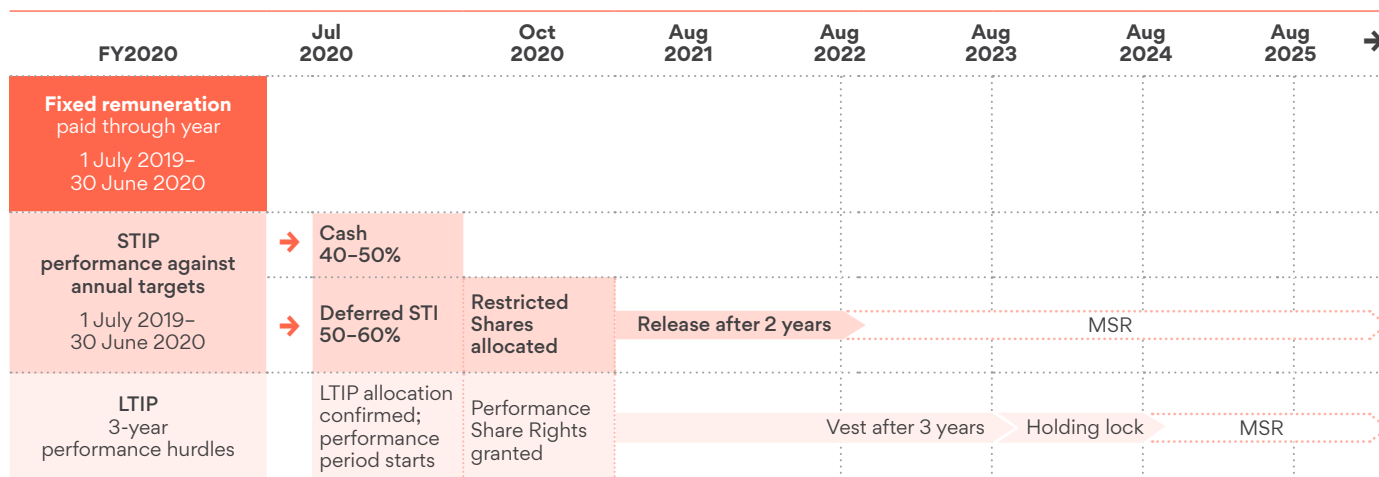 FY2020
Jul
2020
Oct
2020
Aug
2021
Aug
2022
Aug
2023
Aug
2024
Aug
2025
Fixed remuneration
paid through year
1 July 2019–
30 June 2020
STIP
performance against
annual targets
1 July 2019–
30 June 2020
Cash
40–50%
Deferred STI
50–60%
Restricted
Shares
allocated
Release after 2 years
MSR
LTIP
3-year
performance hurdles
LTIP allocation
confirmed;
performance
period starts
Performance
Share Rights
granted
Vest after 3 years
Holding lock
MSR